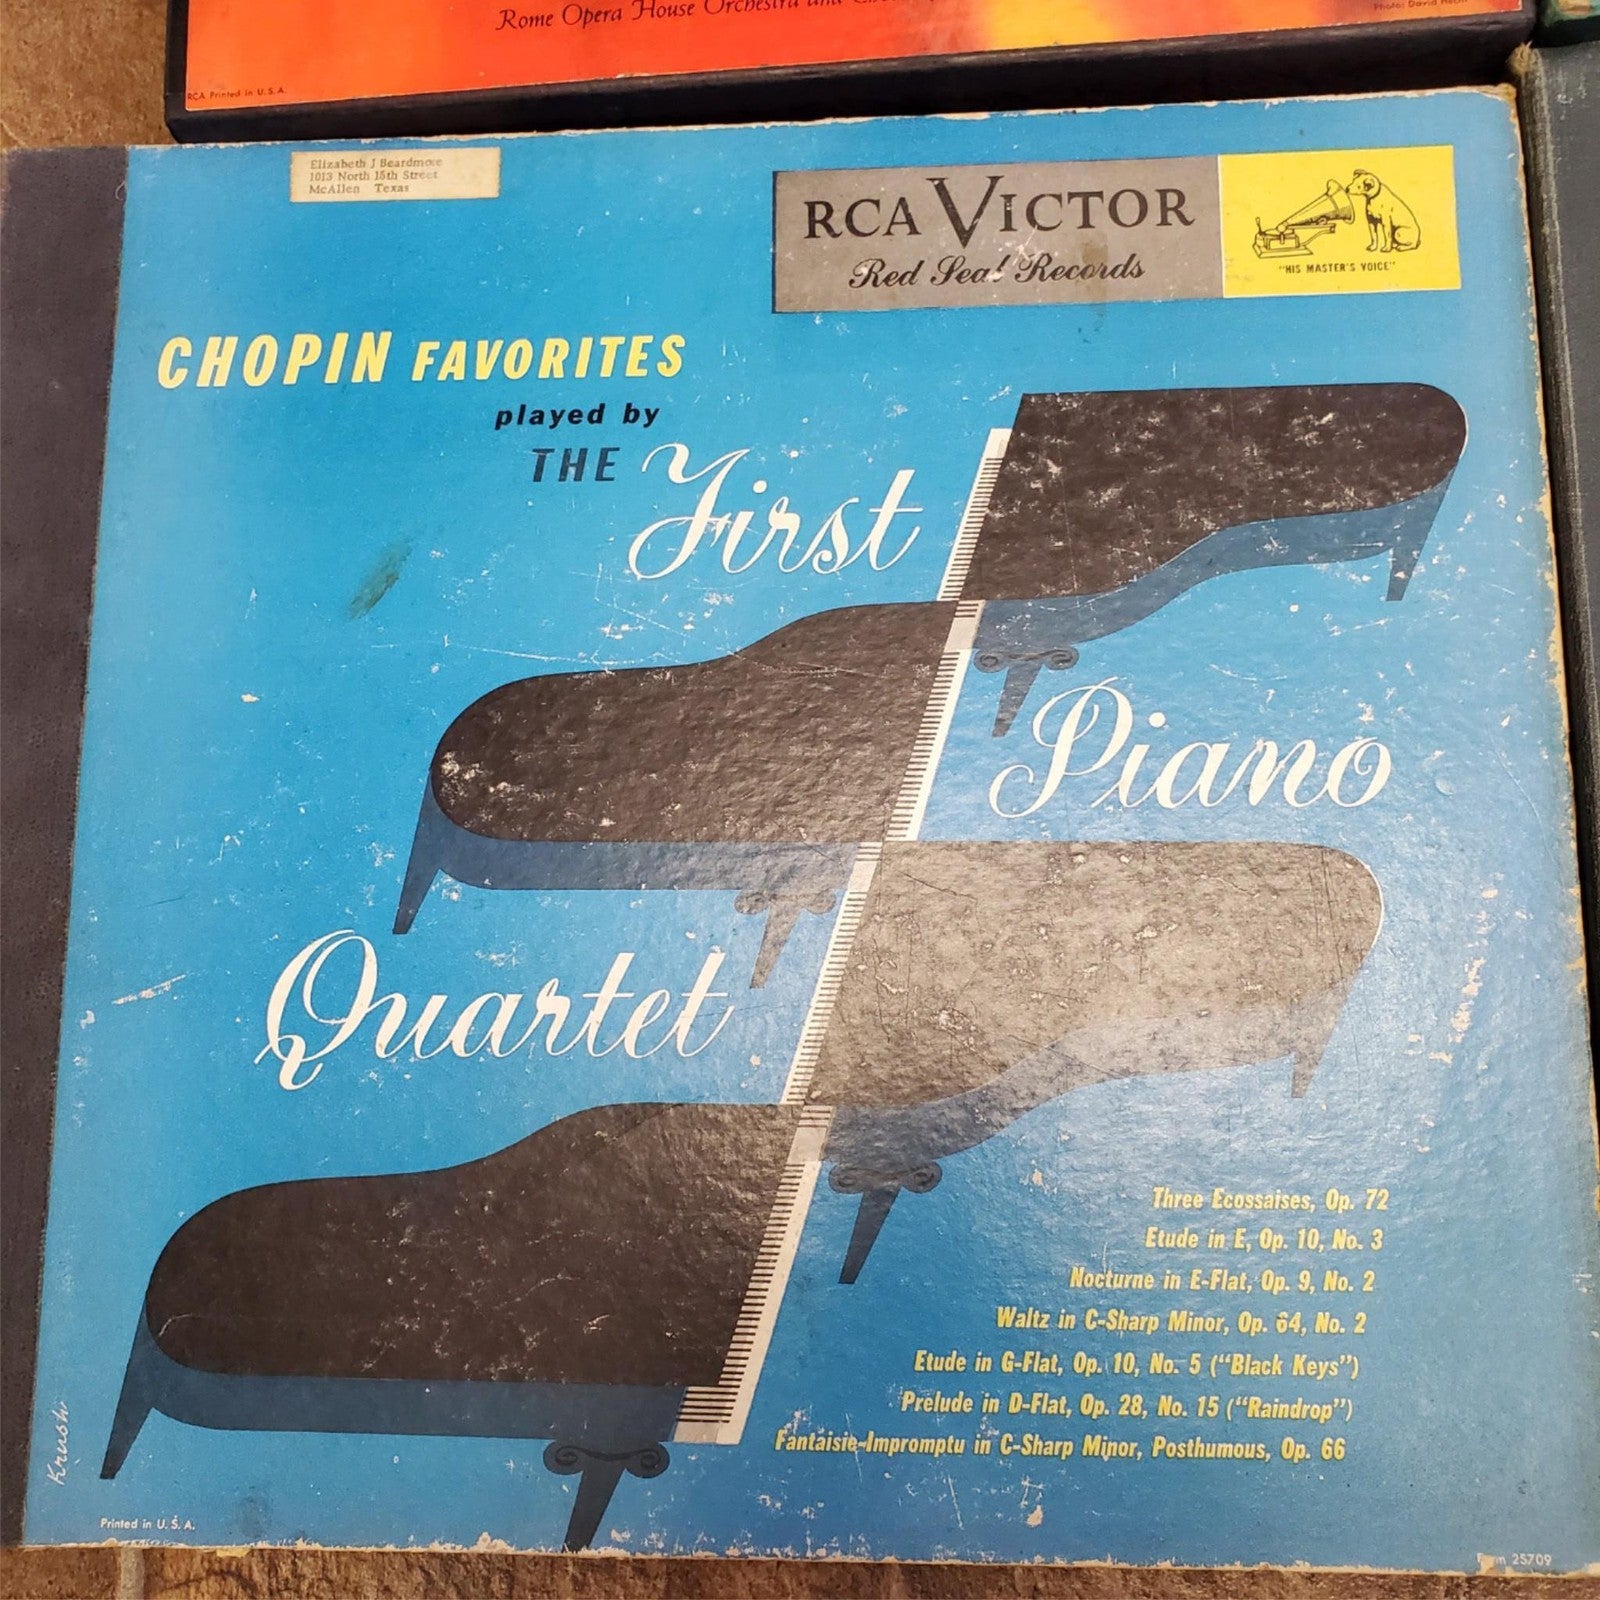 Rome Opera House Orchestra and
Photo: David Hecht
RCA Printed in U.S.A.
Elizabeth J Beardmore
1013 North 15th Street
McAllen Texas
RCA VICTOR
Red Seal Records
"HIS MASTER'S VOICE"
CHOPIN FAVORITES
played by
THE First
Piano
Quartet
Three Ecossaises, Op. 72
Etude in E, Op. 10, No. 3
Nocturne in E-Flat, Op. 9, No. 2
Waltz in C-Sharp Minor, Op. 64, No. 2
Etude in G-Flat, Op. 10, No. 5 ("Black Keys")
Prelude in D-Flat, Op. 28, No. 15 ("Raindrop")
Fantaisie-Impromptu in C-Sharp Minor, Posthumous, Op. 66
Krushi
Printed in U. S. A.
25709